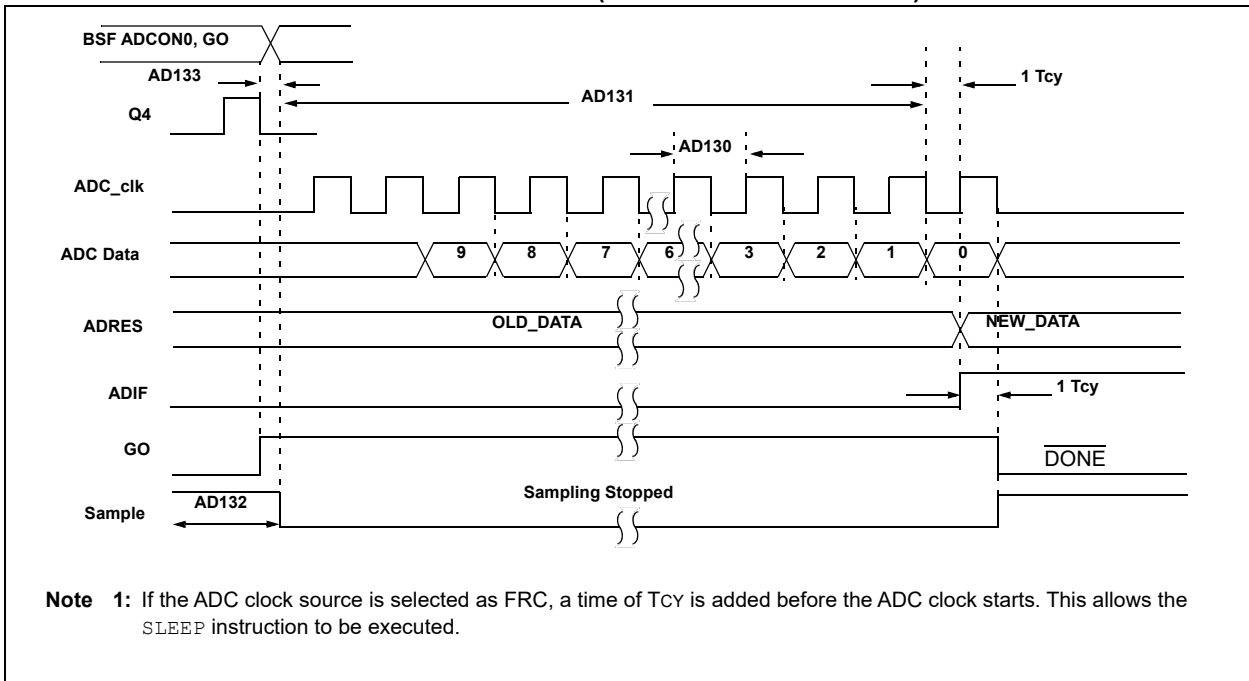 BSF ADCON0, GO
AD133
1 Tcy
AD131
Q4
AD130
ADC_clk
ADC Data
9 8 7 6 3 2 1 0
ADRES
OLD_DATA
NEW_DATA
ADIF
1 Tcy
GO
DONE
AD132
Sampling Stopped
Sample
Note 1: If the ADC clock source is selected as FRC, a time of TCY is added before the ADC clock starts. This allows the
SLEEP instruction to be executed.